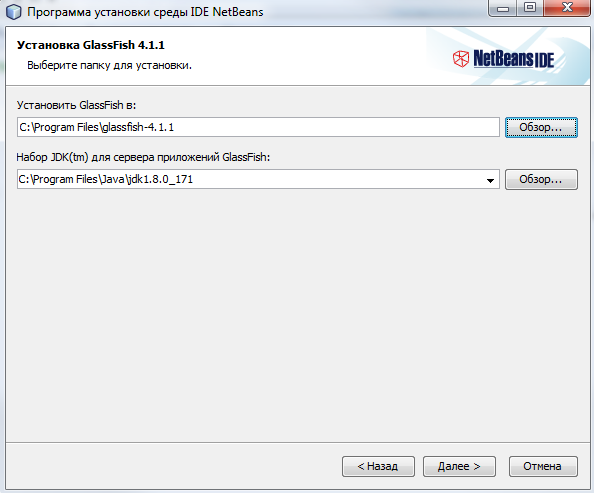 Программа установки среды IDE NetBeans
Установка GlassFish 4.1.1
Выберите папку для установки.
NetBeans IDE
Установить GlassFish в:
C:\Program Files\glassfish-4.1.1
Обзор...
Набор JDK(tm) для сервера приложений GlassFish:
C:\Program Files\Java\jdk1.8.0_171
Обзор...
< Назад
Далее >
Отмена